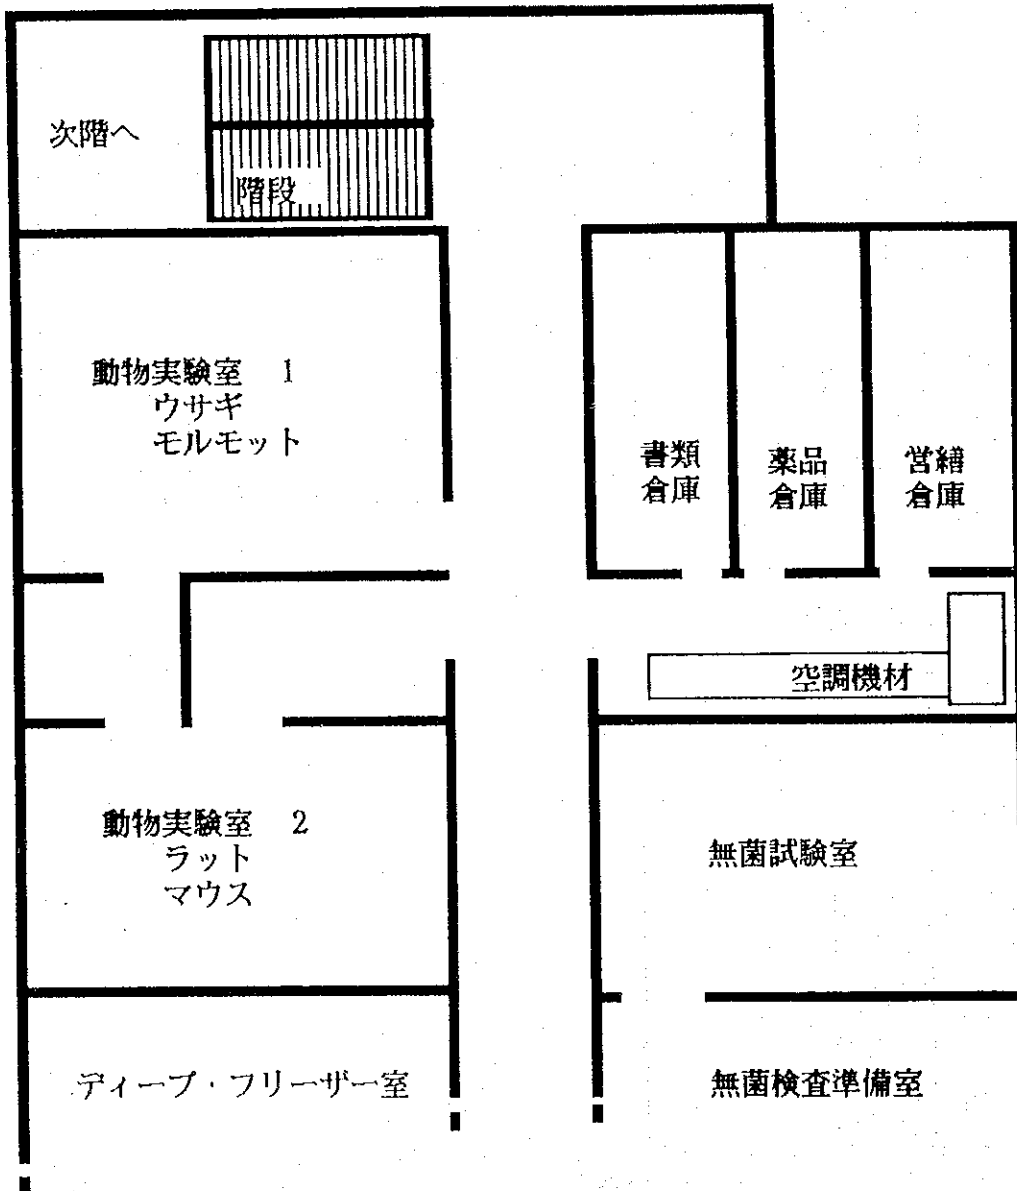 次階へ
階段
動物実験室 1
ウサギ
モルモット
書類
倉庫
薬品
倉庫
営繕
倉庫
空調機材
動物実験室 2
ラット
マウス
無菌試験室
ディープ・フリーザー室
無菌検査準備室